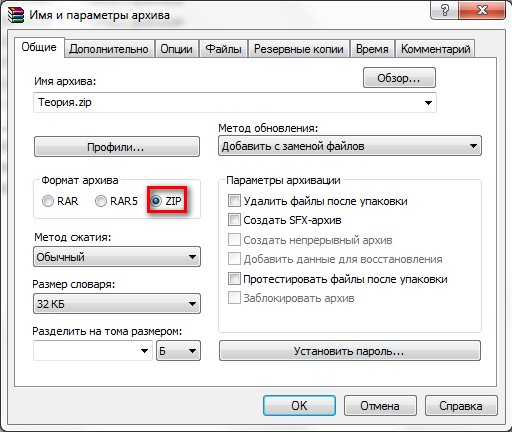 Имя и параметры архива
Общие Дополнительно Опции Файлы Резервные копии Время Комментарий
Имя архива:
Обзор...
Теория.zip
Профили...
Метод обновления:
Добавить с заменой файлов
Формат архива
RAR RAR5 ZIP
Метод сжатия:
Обычный
Размер словаря:
32 КБ
Разделить на тома размером:
Б
Параметры архивации
Удалить файлы после упаковки
Создать SFX-архив
Создать непрерывный архив
Добавить данные для восстановления
Протестировать файлы после упаковки
Заблокировать архив
Установить пароль...
OK Отмена Справка